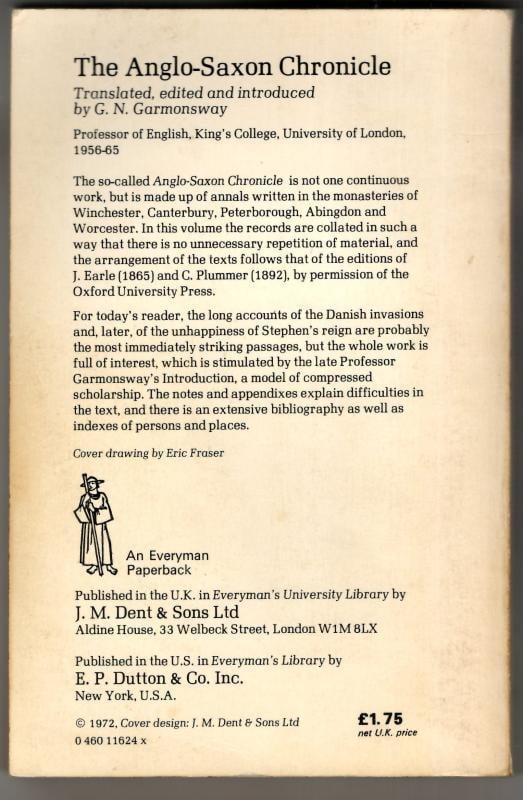 The Anglo-Saxon Chronicle
Translated, edited and introduced
by G. N. Garmonsway
Professor of English, King's College, University of London,
1956-65
The so-called Anglo-Saxon Chronicle is not one continuous
work, but is made up of annals written in the monasteries of
Winchester, Canterbury, Peterborough, Abingdon and
Worcester. In this volume the records are collated in such a
way that there is no unnecessary repetition of material, and
the arrangement of the texts follows that of the editions of
J. Earle (1865) and C. Plummer (1892), by permission of the
Oxford University Press.
For today's reader, the long accounts of the Danish invasions
and, later, of the unhappiness of Stephen's reign are probably
the most immediately striking passages, but the whole work is
full of interest, which is stimulated by the late Professor
Garmonsway's Introduction, a model of compressed
scholarship. The notes and appendixes explain difficulties in
the text, and there is an extensive bibliography as well as
indexes of persons and places.
Cover drawing by Eric Fraser
An Everyman
Paperback
Published in the U.K. in Everyman's University Library by
J. M. Dent & Sons Ltd
Aldine House, 33 Welbeck Street, London W1M 8LX
Published in the U.S. in Everyman's Library by
E. P. Dutton & Co. Inc.
New York, U.S.A.
© 1972, Cover design: J. M. Dent & Sons Ltd
0 460 11624 x
£1.75
net U.K. price